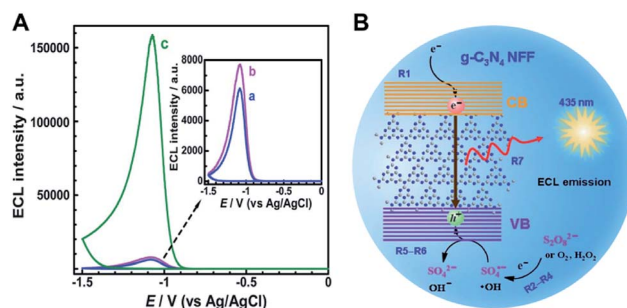 A
ECL intensity / a.u.
150000
100000
50000
0
-1.5
-1
-0.5
0
E / V (vs Ag/AgCl)
c
ECL intensity / a.u.
8000
6000
4000
2000
0
-1.5
-1
-0.5
0
E / V (vs Ag/AgCl)
b
a
B
g-C₃N₄ NFF
e⁻
R1
CB
e⁻
435 nm
R7
ECL emission
h⁺
VB
R5–R6
S₂O₈²⁻
or O₂, H₂O₂
e⁻
SO₄²⁻
OH⁻
SO₄•⁻
•OH
R2–R4